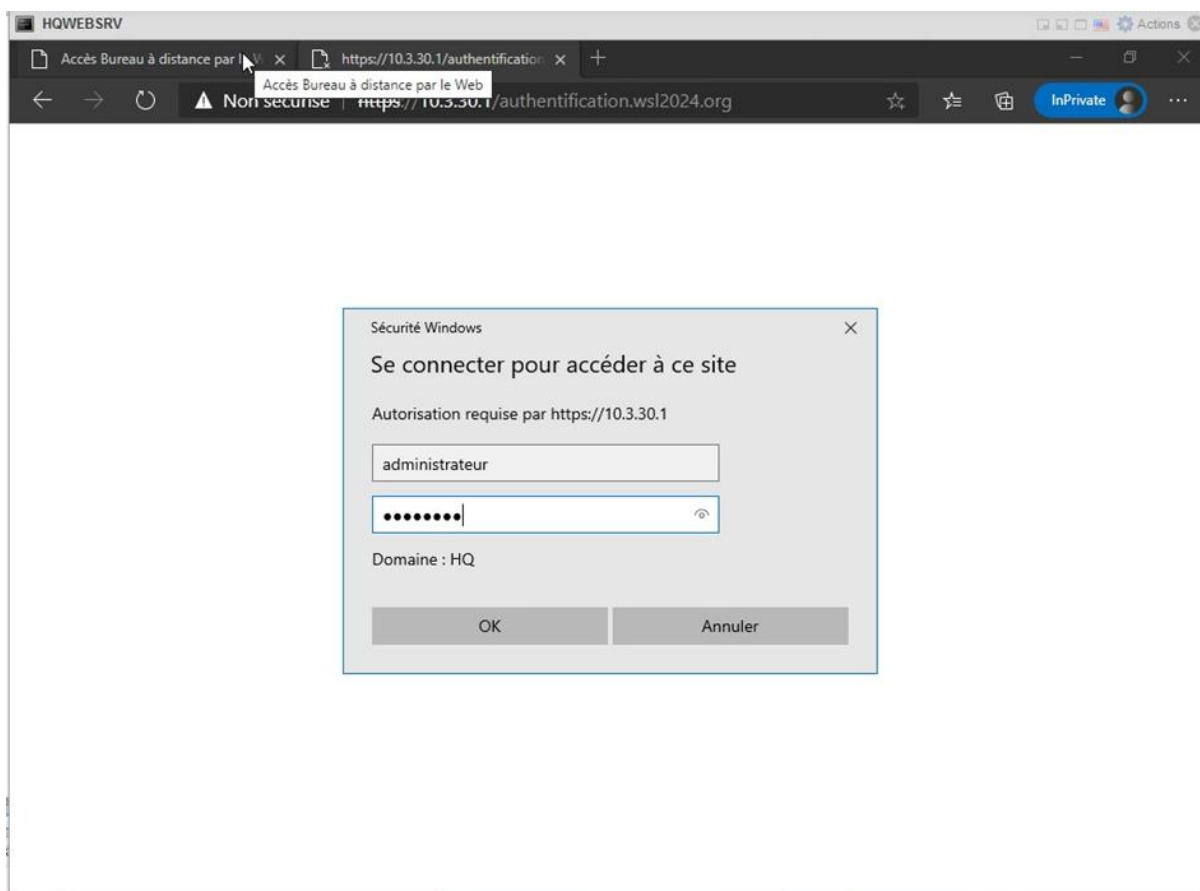 HQWEBSRV
Actions
Accès Bureau à distance par le W
https://10.3.30.1/authentification
Accès Bureau à distance par le Web
Non sécurisé https://10.3.30.1/authentification.wsl2024.org
InPrivate
Sécurité Windows
Se connecter pour accéder à ce site
Autorisation requise par https://10.3.30.1
administrateur
••••••••
Domaine : HQ
OK
Annuler